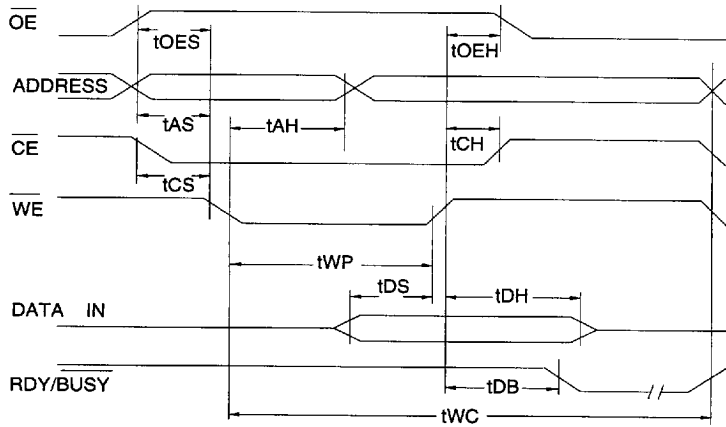 OE
tOES
tOEH
ADDRESS
tAS
tAH
tCH
CE
tCS
WE
tWP
tDS
tDH
DATA IN
RDY/BUSY
tDB
tWC